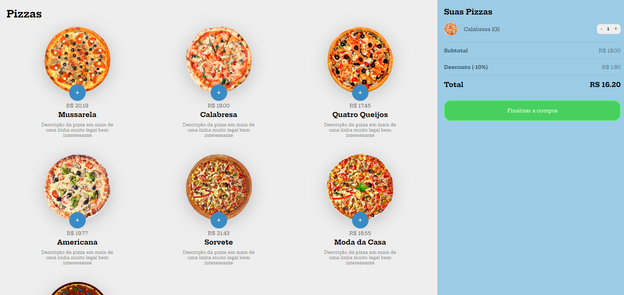 Pizzas
+
R$ 20.19
Mussarela
Descrição da pizza em mais de
uma linha muito legal bem
interessante
+
R$ 18.00
Calabresa
Descrição da pizza em mais de
uma linha muito legal bem
interessante
+
R$ 17.45
Quatro Queijos
Descrição da pizza em mais de
uma linha muito legal bem
interessante
+
R$ 19.77
Americana
Descrição da pizza em mais de
uma linha muito legal bem
interessante
+
R$ 21.43
Sorvete
Descrição da pizza em mais de
uma linha muito legal bem
interessante
+
R$ 18.55
Moda da Casa
Descrição da pizza em mais de
uma linha muito legal bem
interessante
Suas Pizzas
Calabresa (G) - 1 +
Subtotal R$ 18.00
Desconto (-10%) R$ 1.80
Total R$ 16.20
Finalizar a compra